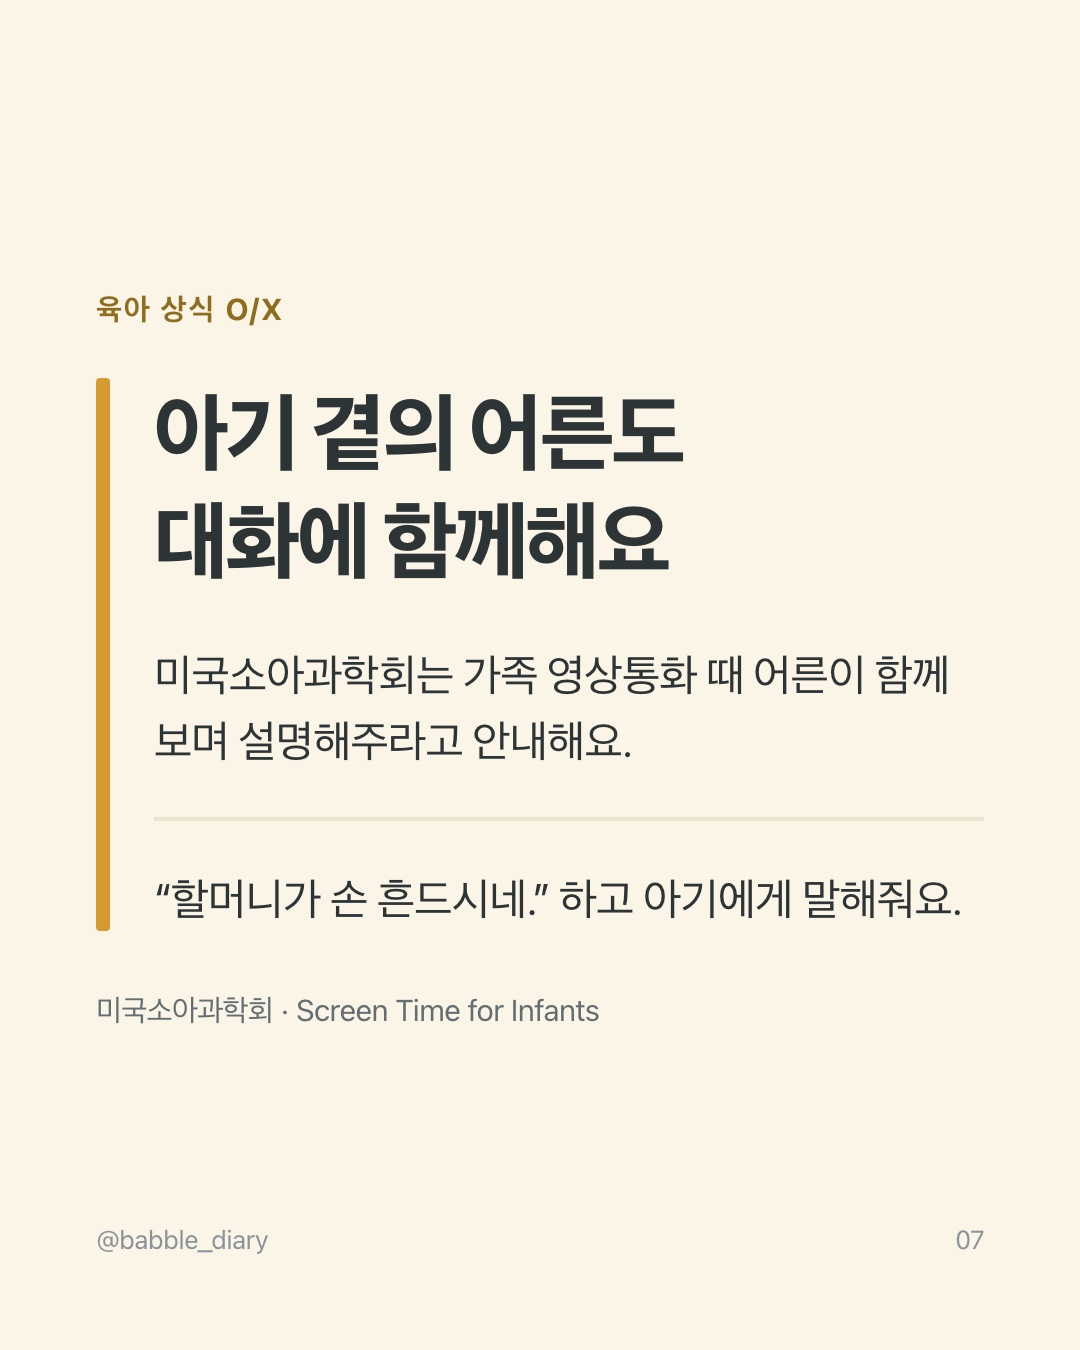 육아 상식 O/X
아기 곁의 어른도
대화에 함께해요
미국소아과학회는 가족 영상통화 때 어른이 함께
보며 설명해주라고 안내해요.
“할머니가 손 흔드시네.” 하고 아기에게 말해줘요.
미국소아과학회 · Screen Time for Infants
@babble_diary
07